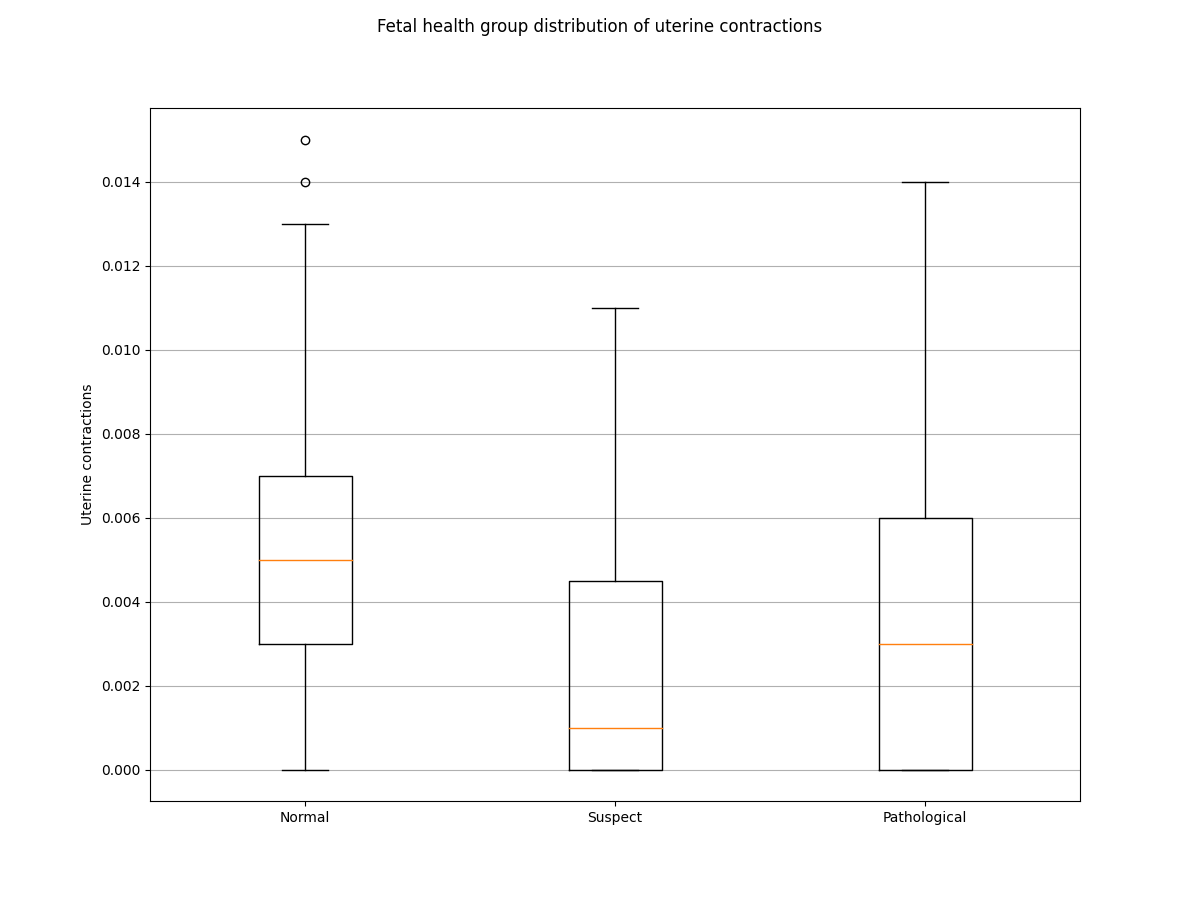 Fetal health group distribution of uterine contractions
0.014
0.012
0.010
0.008
0.006
0.004
0.002
0.000
Uterine contractions
Normal
Suspect
Pathological